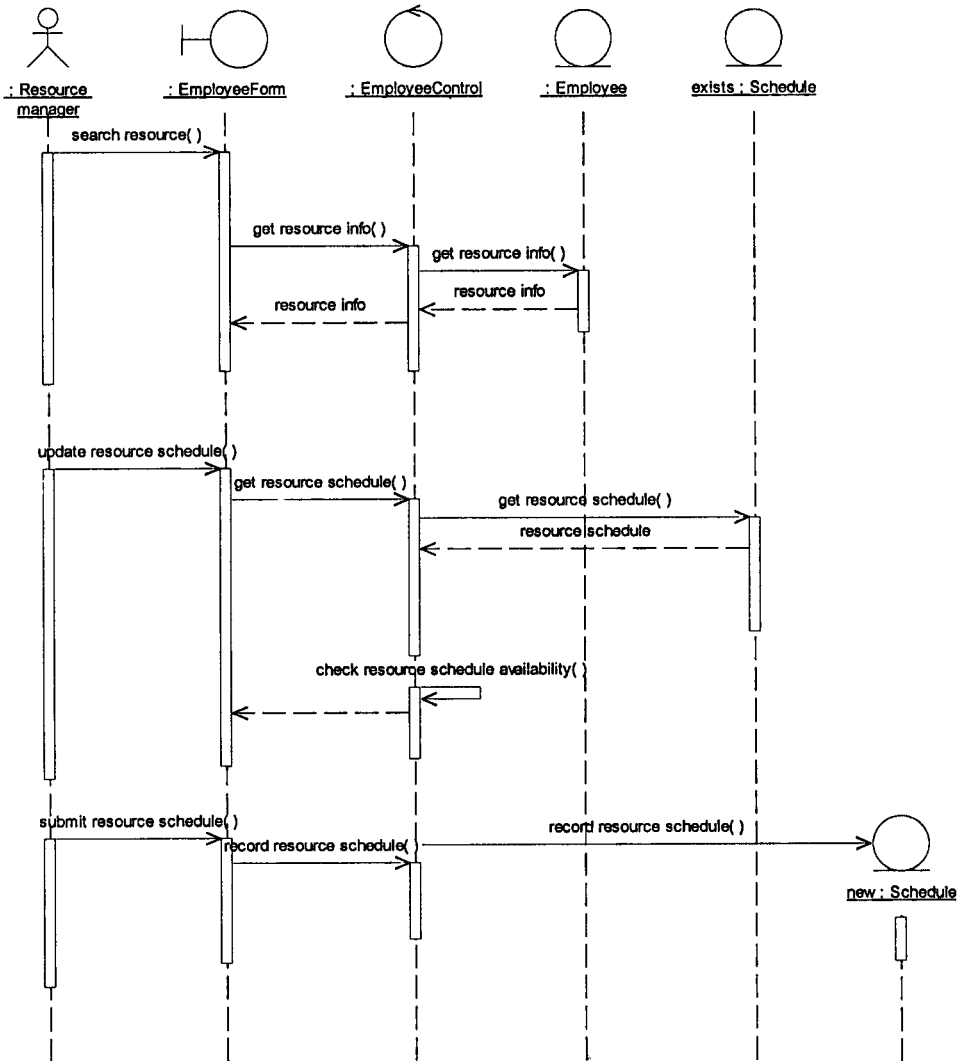 : Resource
manager
: EmployeeForm
: EmployeeControl
: Employee
exists : Schedule
search resource( )
get resource info( )
get resource info( )
resource info
resource info
update resource schedule( )
get resource schedule( )
get resource schedule( )
resource schedule
check resource schedule availability( )
submit resource schedule( )
record resource schedule( )
record resource schedule( )
new : Schedule